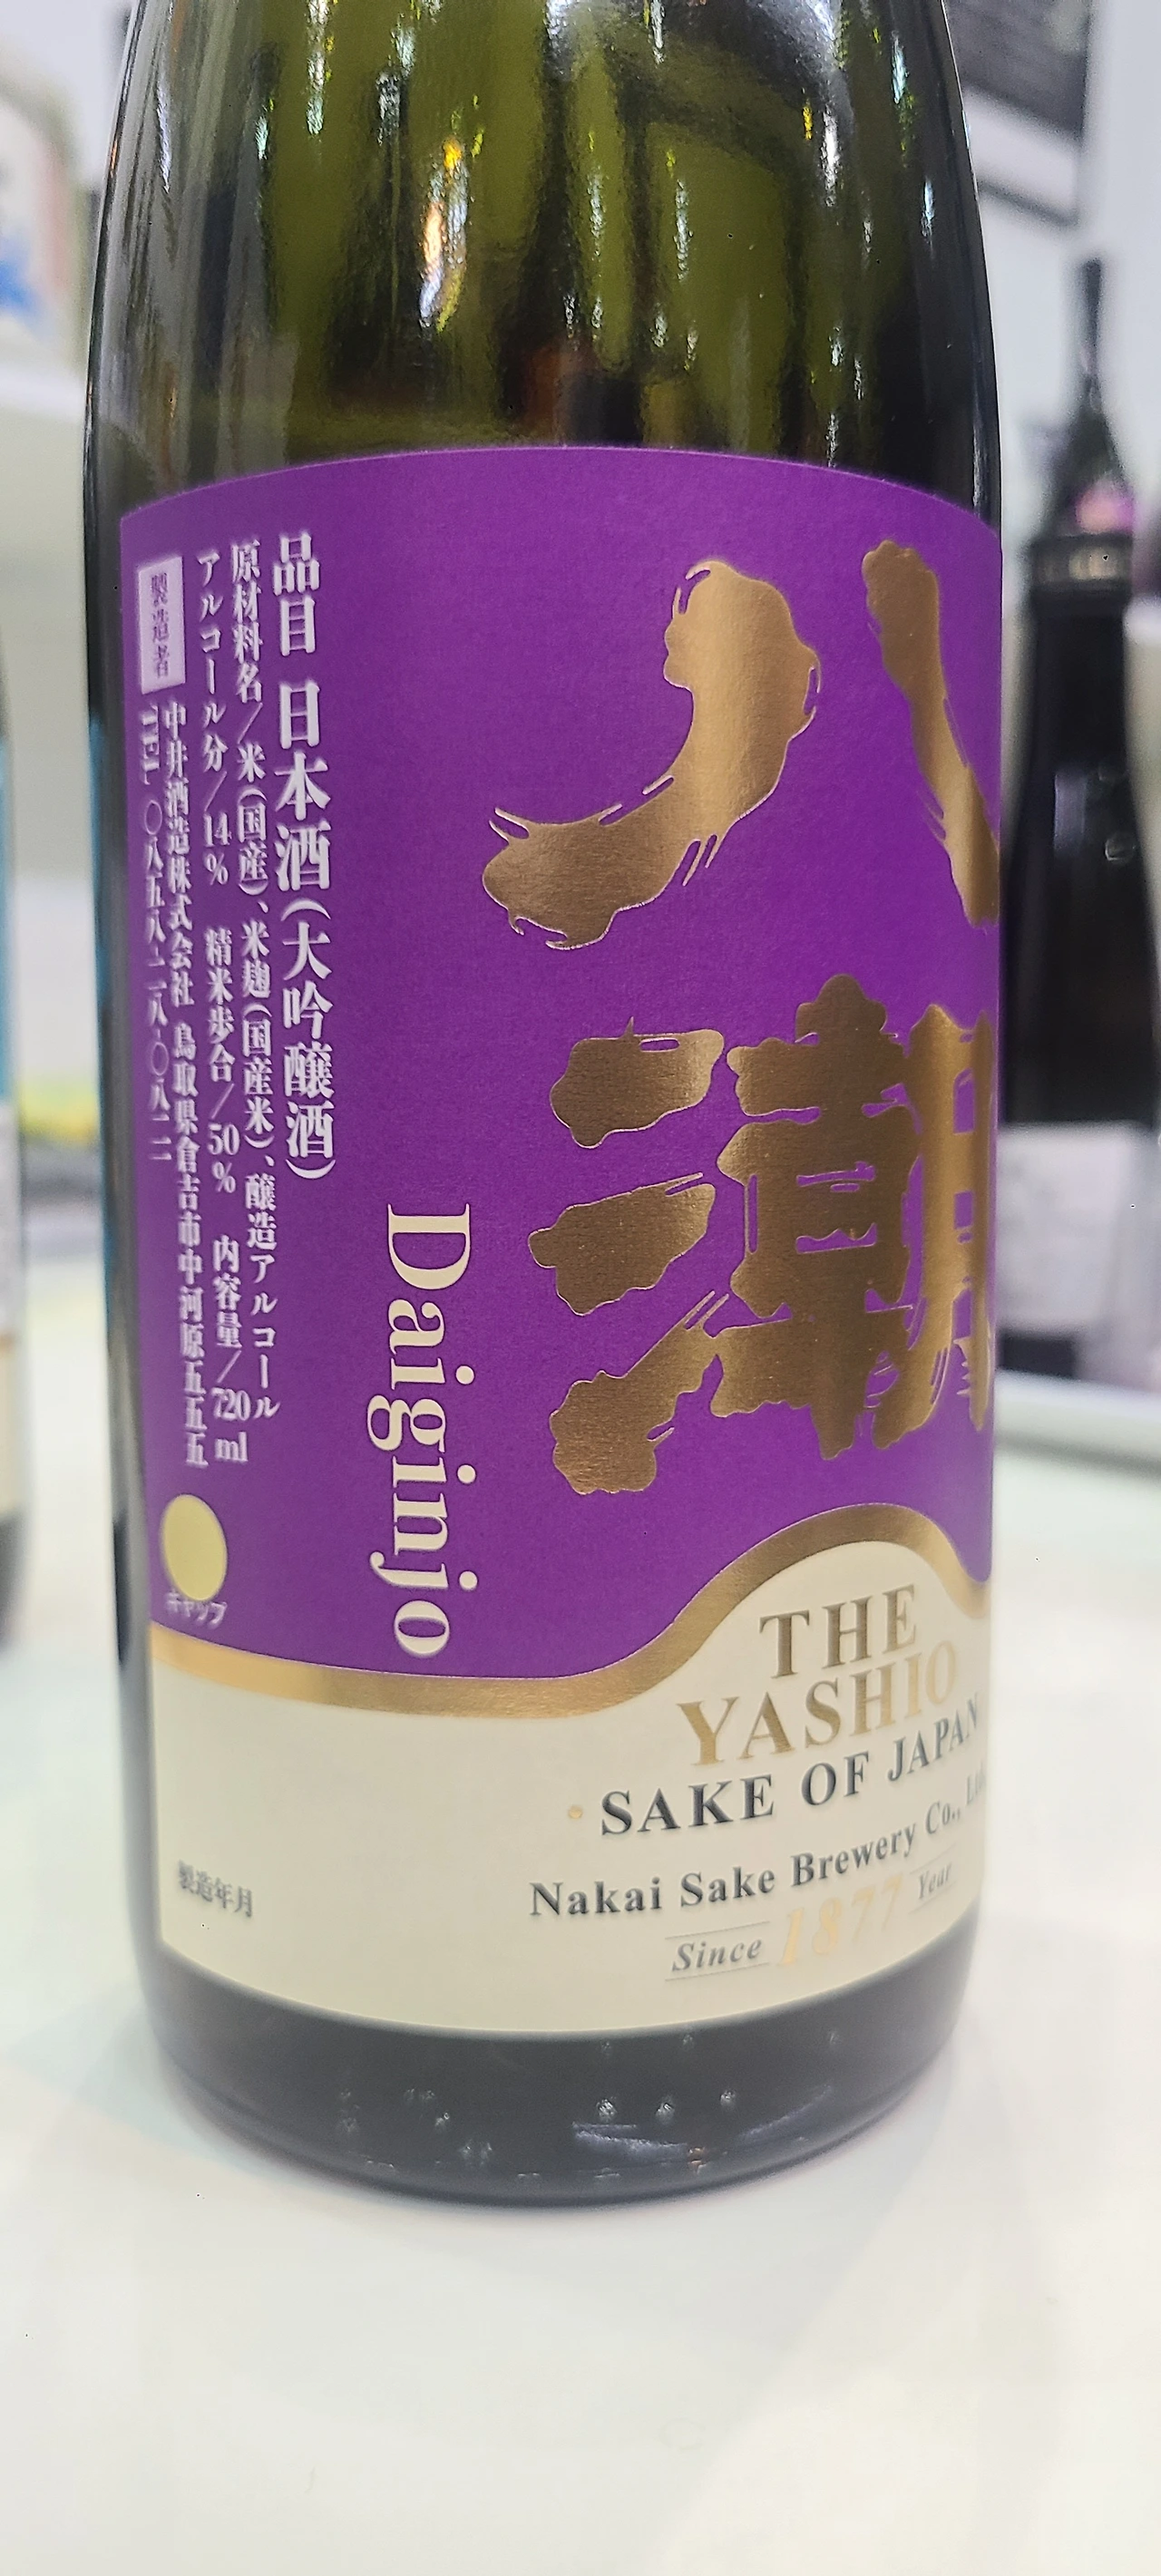 八潮
Daiginjo
品目 日本酒(大吟醸酒)
原材料名／米(国産)、米麹(国産米)、醸造アルコール
アルコール分／14% 精米歩合／50% 内容量／720ml
製造者
中井酒造株式会社 鳥取県倉吉市中河原五五五
TEL 〇八五八-二八-〇八二一
キャップ
THE
YASHIO
SAKE OF JAPAN
Nakai Sake Brewery Co., Ltd.
Since 1877 Year
製造年月